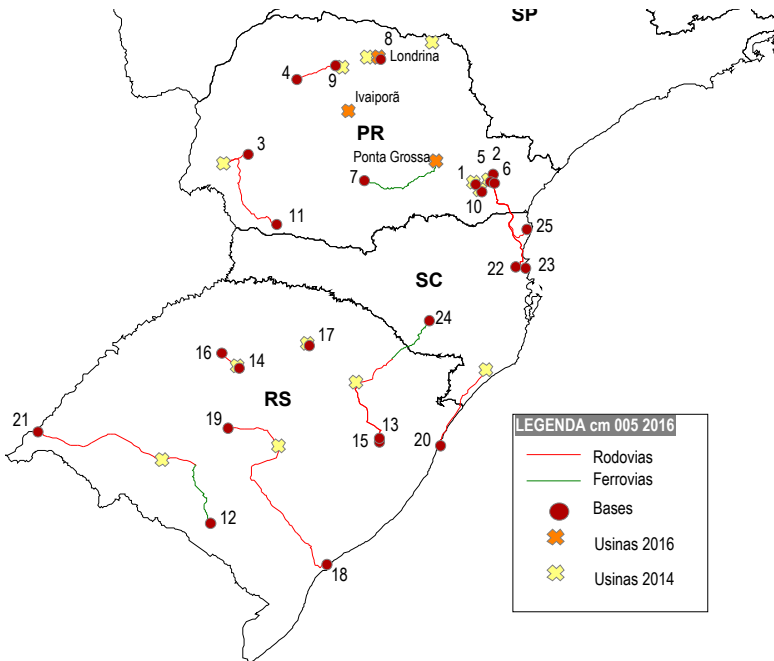 SP
8
Londrina
4
9
Ivaiporã
PR
3
Ponta Grossa
5
2
1
6
7
10
11
25
SC
22
23
24
17
16
14
RS
21
19
13
15
20
12
18
LEGENDA cm 005 2016
Rodovias
Ferrovias
Bases
Usinas 2016
Usinas 2014